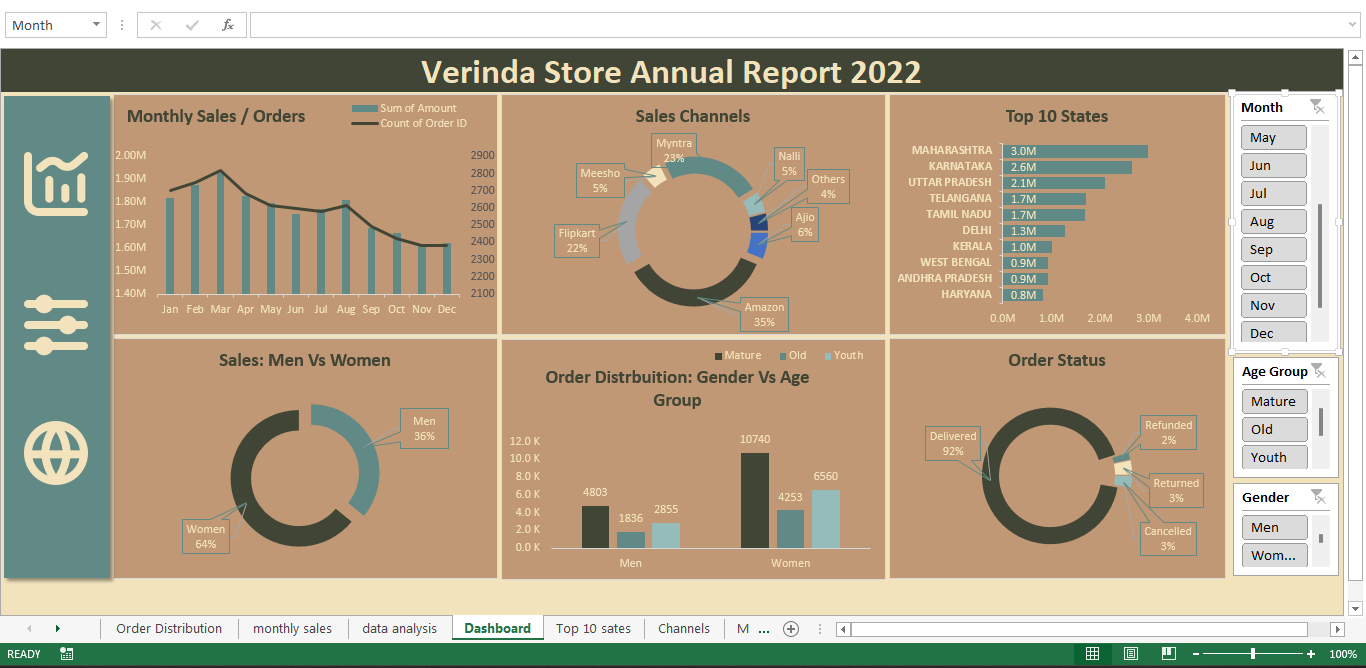 Month
fx
Verinda Store Annual Report 2022
Monthly Sales / Orders
Sum of Amount
Count of Order ID
2.00M
1.90M
1.80M
1.70M
1.60M
1.50M
1.40M
2900
2800
2700
2600
2500
2400
2300
2200
2100
Jan Feb Mar Apr May Jun Jul Aug Sep Oct Nov Dec
Sales Channels
Myntra
23%
Nalli
5%
Meesho
5%
Others
4%
Ajio
6%
Flipkart
22%
Amazon
35%
Top 10 States
MAHARASHTRA 3.0M
KARNATAKA 2.6M
UTTAR PRADESH 2.1M
TELANGANA 1.7M
TAMIL NADU 1.7M
DELHI 1.3M
KERALA 1.0M
WEST BENGAL 0.9M
ANDHRA PRADESH 0.9M
HARYANA 0.8M
0.0M 1.0M 2.0M 3.0M 4.0M
Month
May
Jun
Jul
Aug
Sep
Oct
Nov
Dec
Sales: Men Vs Women
Men
36%
Women
64%
Mature Old Youth
Order Distrbuition: Gender Vs Age
Group
12.0 K
10.0 K
8.0 K
6.0 K
4.0 K
2.0 K
0.0 K
4803
1836
2855
10740
4253
6560
Men Women
Order Status
Delivered
92%
Refunded
2%
Returned
3%
Cancelled
3%
Age Group
Mature
Old
Youth
Gender
Men
Wom...
Order Distribution monthly sales data analysis Dashboard Top 10 sates Channels M ...
READY
100%